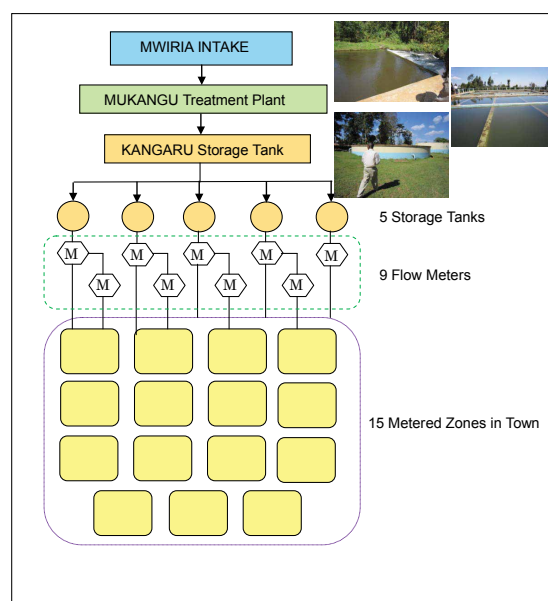 MWIRIA INTAKE
MUKANGU Treatment Plant
KANGARU Storage Tank
5 Storage Tanks
M M M M M
9 Flow Meters
M M M M
15 Metered Zones in Town